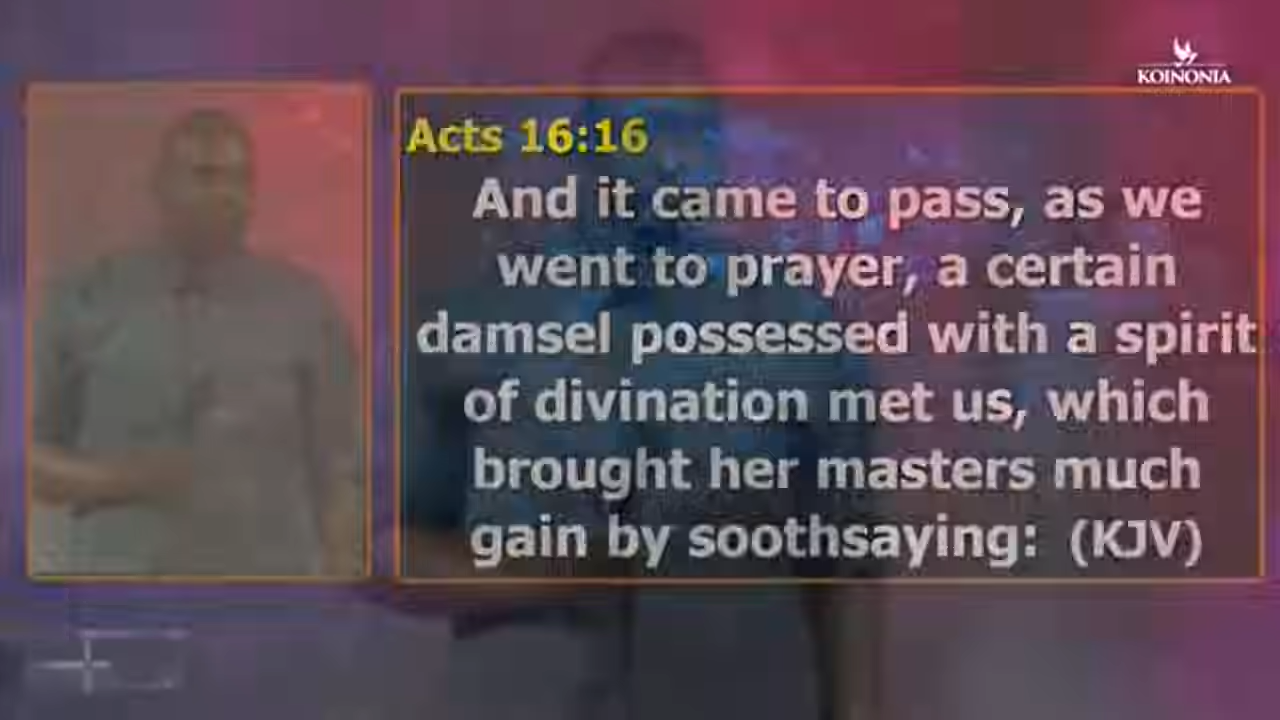 KOINONIA
Acts 16:16
And it came to pass, as we
went to prayer, a certain
damsel possessed with a spirit
of divination met us, which
brought her masters much
gain by soothsaying: (KJV)